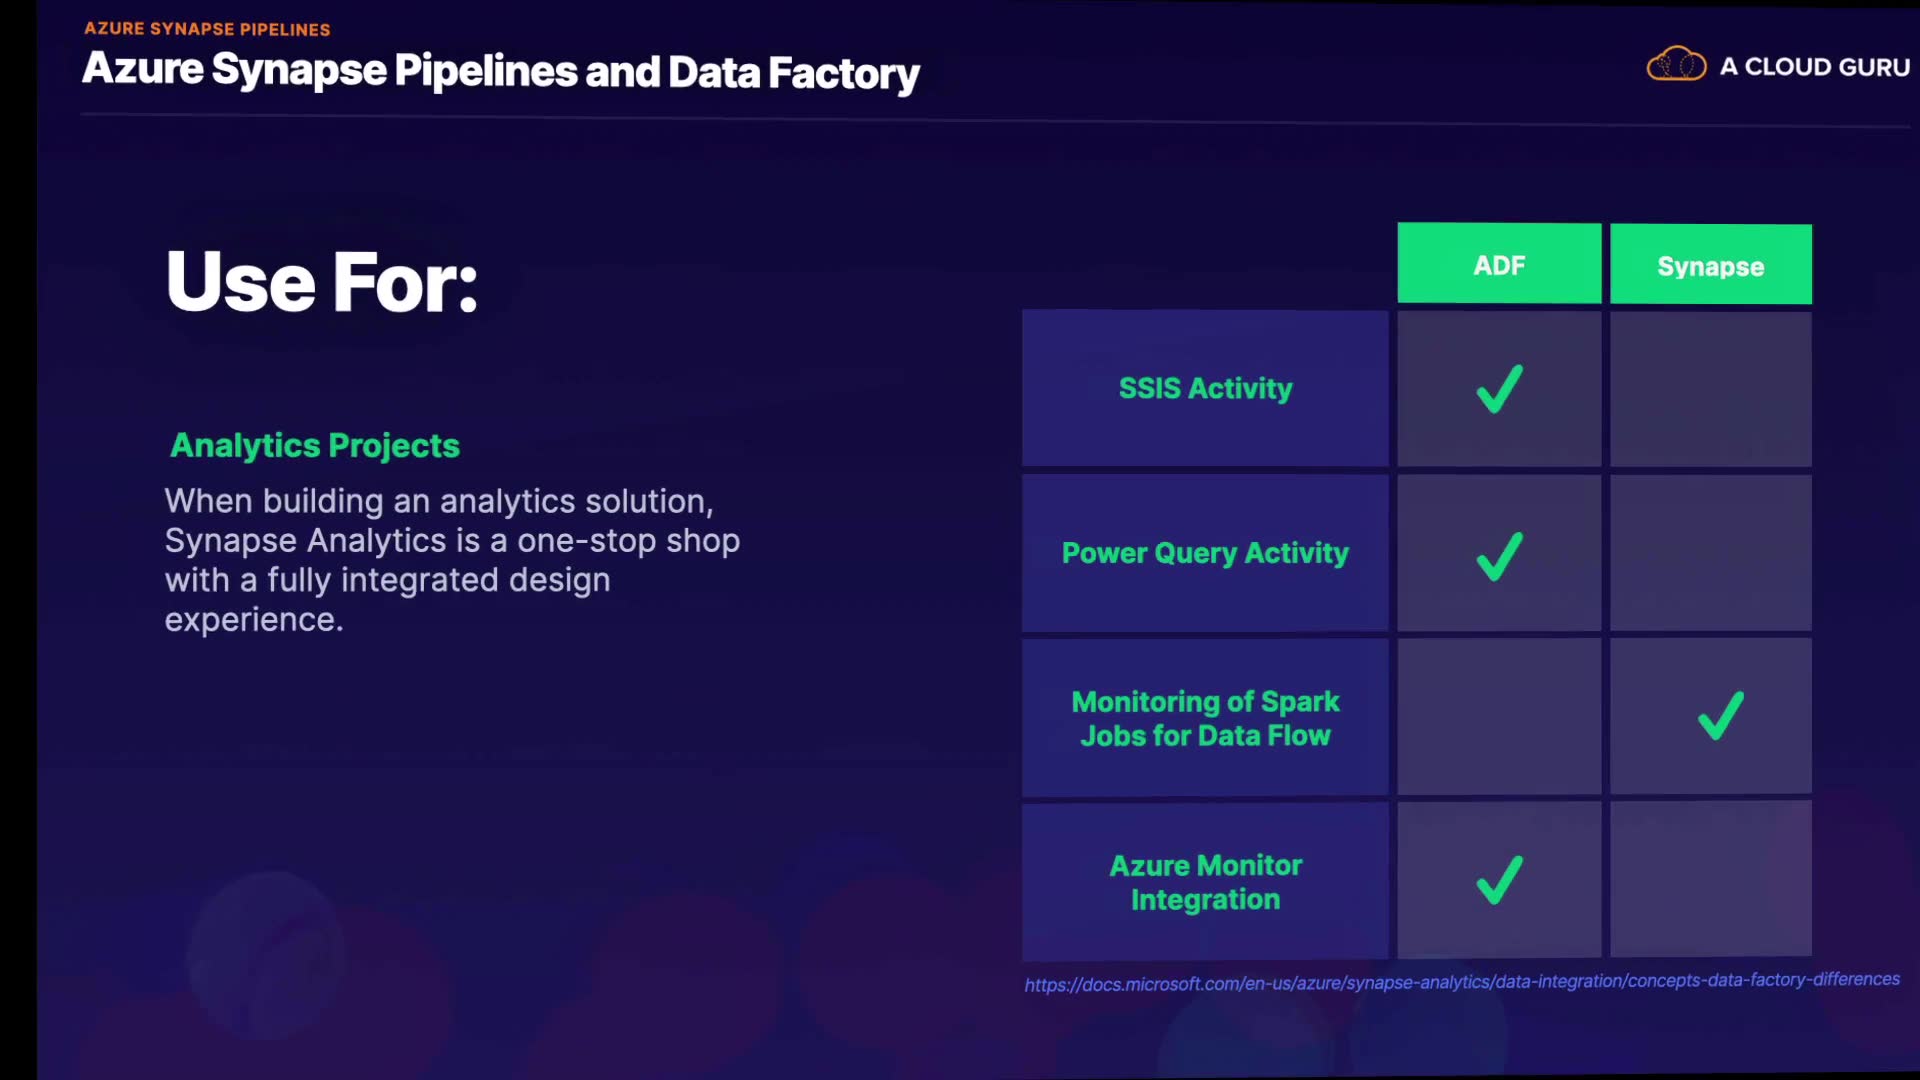 AZURE SYNAPSE PIPELINES
Azure Synapse Pipelines and Data Factory
A CLOUD GURU
Use For:
Analytics Projects
When building an analytics solution,
Synapse Analytics is a one-stop shop
with a fully integrated design
experience.
ADF
Synapse
SSIS Activity
Power Query Activity
Monitoring of Spark
Jobs for Data Flow
Azure Monitor
Integration
https://docs.microsoft.com/en-us/azure/synapse-analytics/data-integration/concepts-data-factory-differences